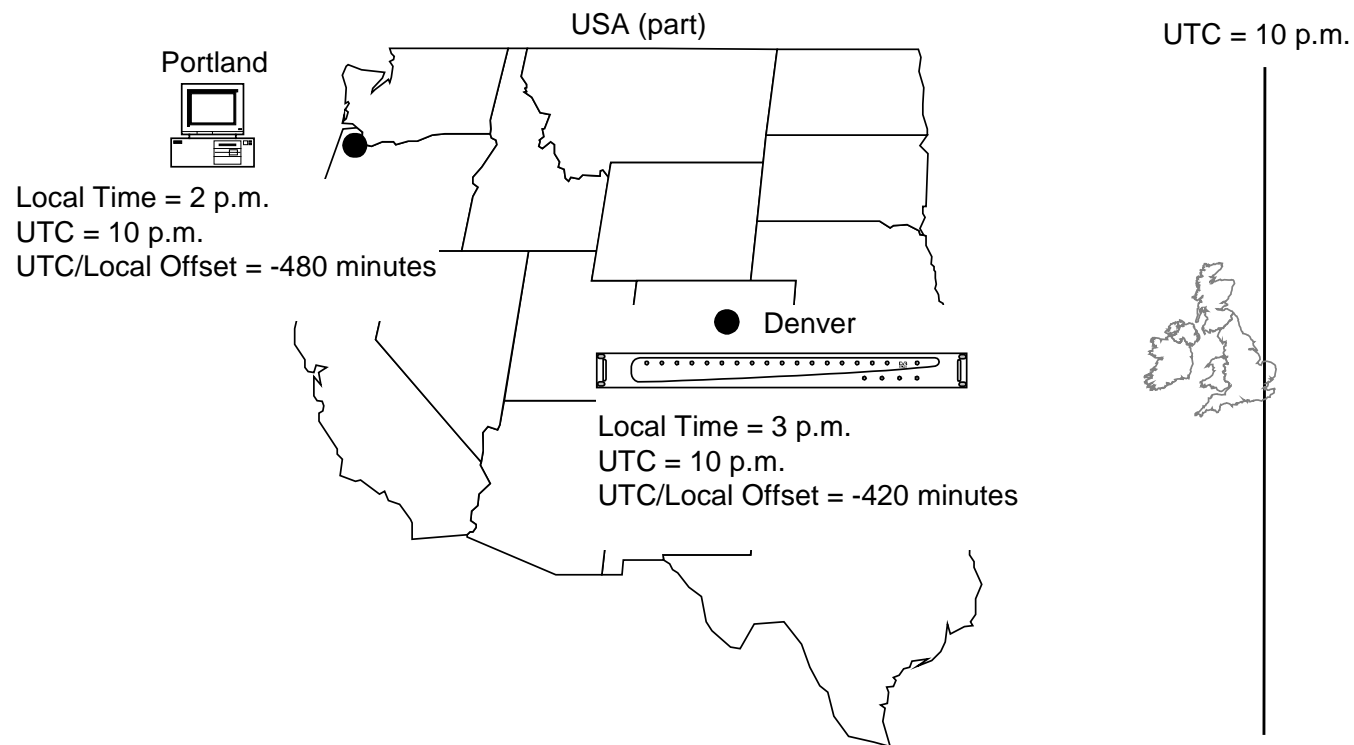 USA (part)
UTC = 10 p.m.
Portland
Local Time = 2 p.m.
UTC = 10 p.m.
UTC/Local Offset = -480 minutes
Denver
Local Time = 3 p.m.
UTC = 10 p.m.
UTC/Local Offset = -420 minutes